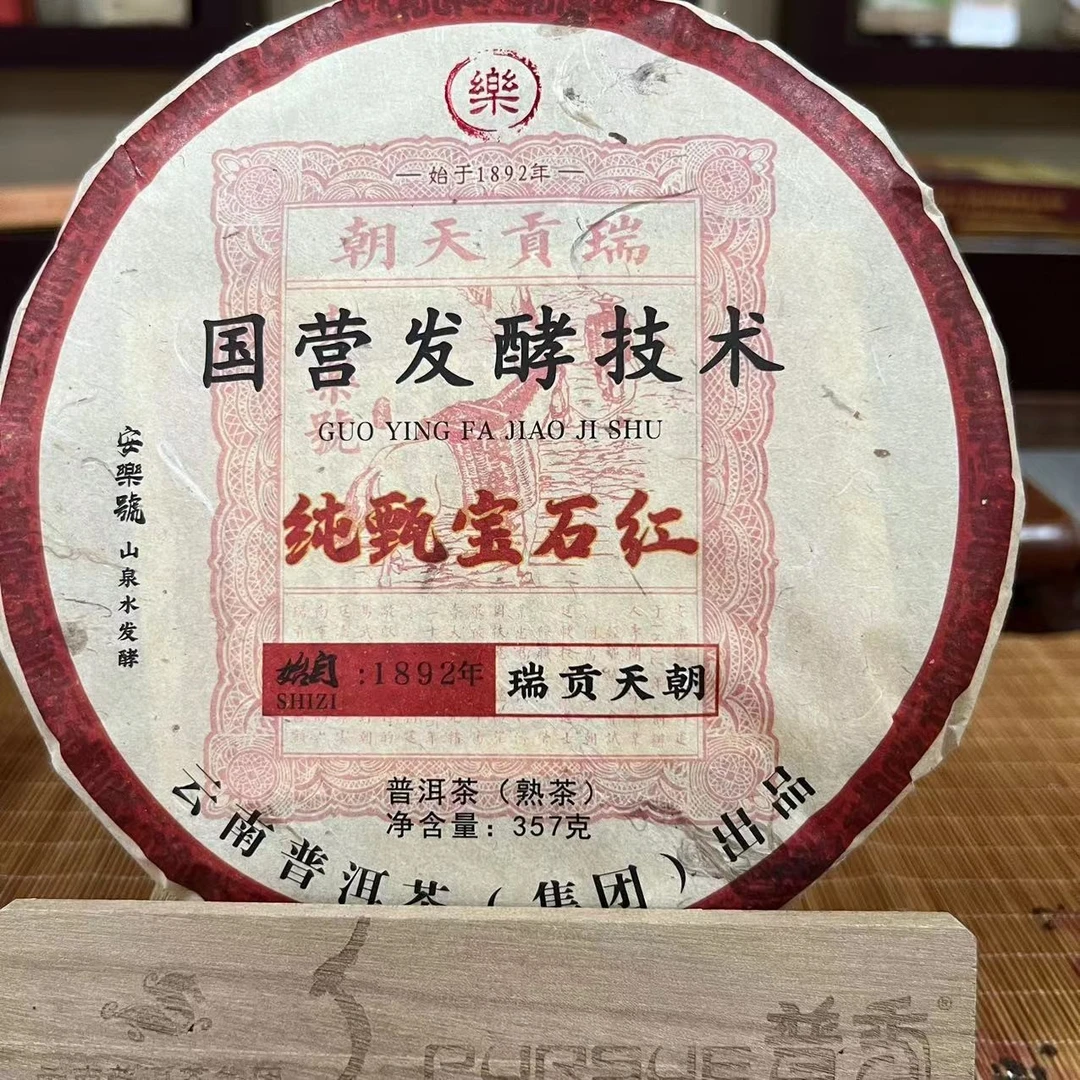 樂
始于1892年
朝天貢瑞
国营发酵技术
GUO YING FA JIAO JI SHU
纯甄宝石红
安樂號
山泉水发酵
始自:1892年
SHIZI
瑞贡天朝
普洱茶（熟茶）
净含量：357克
云南普洱茶（集团）出品
PURSUE 普秀